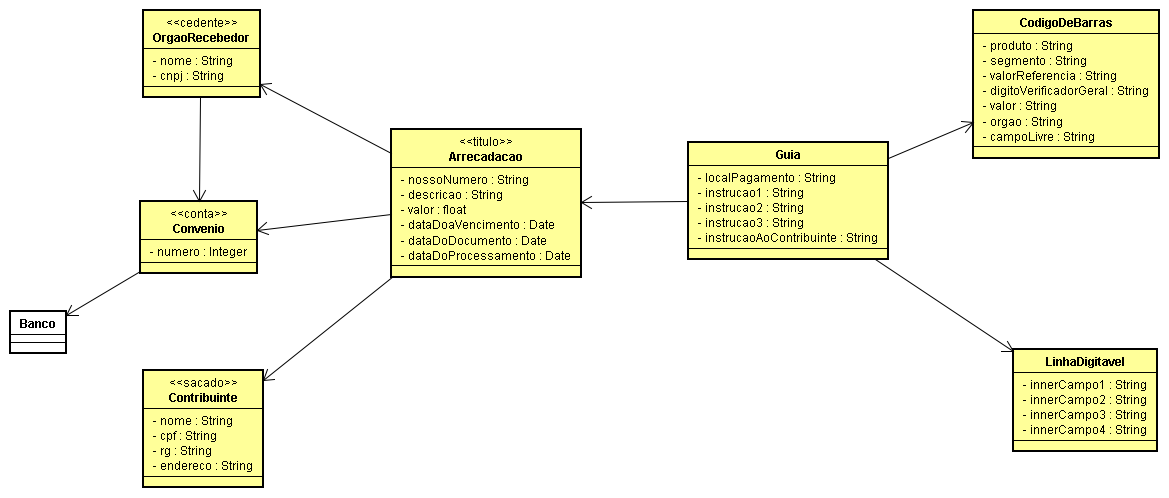 <<cedente>>
OrgaoRecebedor
- nome : String
- cnpj : String
<<conta>>
Convenio
- numero : Integer
Banco
<<sacado>>
Contribuinte
- nome : String
- cpf : String
- rg : String
- endereco : String
<<titulo>>
Arrecadacao
- nossoNumero : String
- descricao : String
- valor : float
- dataDoaVencimento : Date
- dataDoDocumento : Date
- dataDoProcessamento : Date
Guia
- localPagamento : String
- instrucao1 : String
- instrucao2 : String
- instrucao3 : String
- instrucaoAoContribuinte : String
CodigoDeBarras
- produto : String
- segmento : String
- valorReferencia : String
- digitoVerificadorGeral : String
- valor : String
- orgao : String
- campoLivre : String
LinhaDigitavel
- innerCampo1 : String
- innerCampo2 : String
- innerCampo3 : String
- innerCampo4 : String